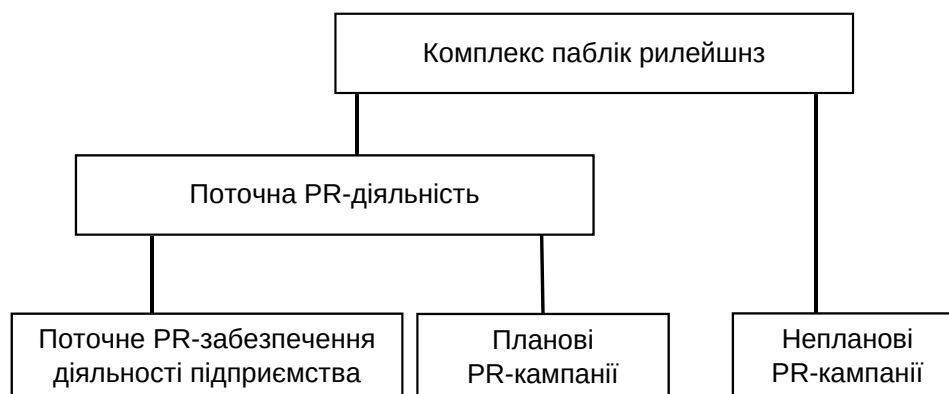 Комплекс паблік рилейшнз
Поточна PR-діяльність
Поточне PR-забезпечення
діяльності підприємства
Планові
PR-кампанії
Непланові
PR-кампанії